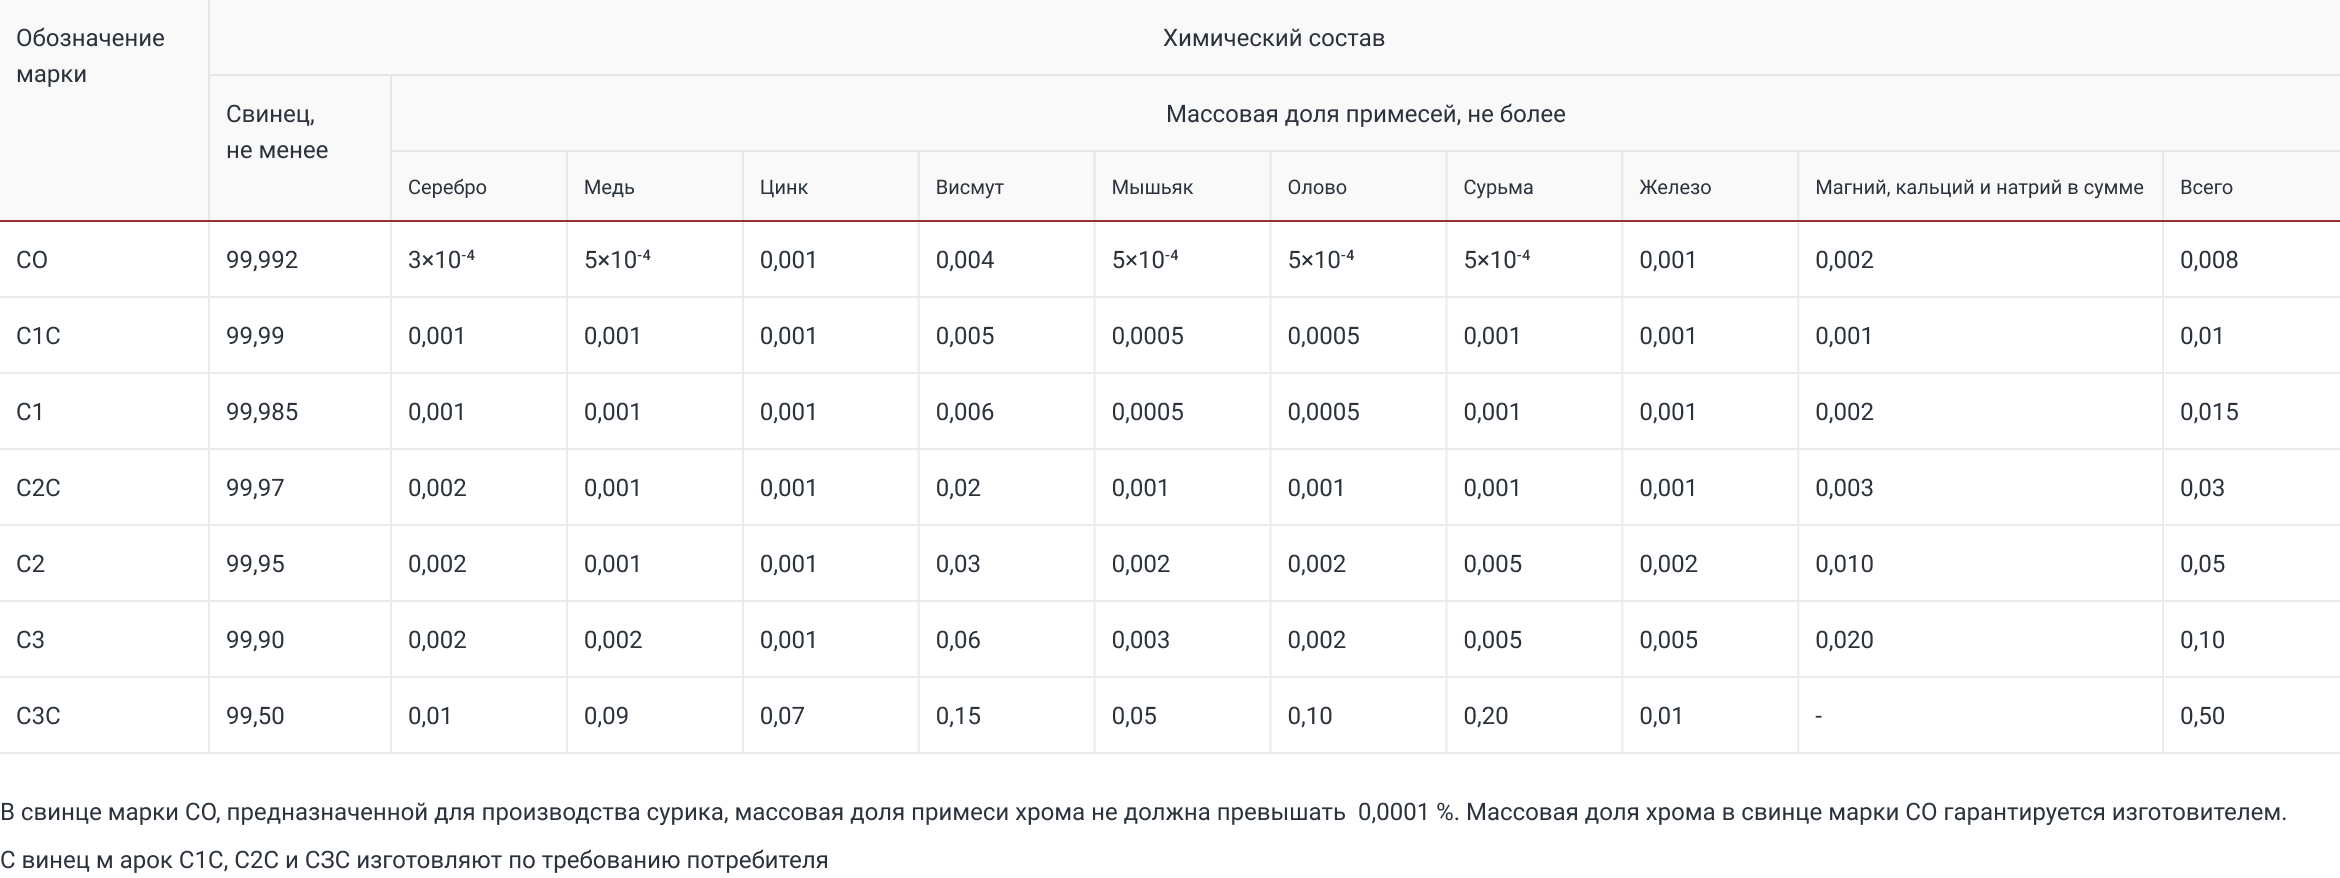 Обозначение
марки
Химический состав
Свинец,
не менее
Массовая доля примесей, не более
Серебро Медь Цинк Висмут Мышьяк Олово Сурьма Железо Магний, кальций и натрий в сумме Всего
СО 99,992 3×10⁻⁴ 5×10⁻⁴ 0,001 0,004 5×10⁻⁴ 5×10⁻⁴ 5×10⁻⁴ 0,001 0,002 0,008
С1С 99,99 0,001 0,001 0,001 0,005 0,0005 0,0005 0,001 0,001 0,001 0,01
С1 99,985 0,001 0,001 0,001 0,006 0,0005 0,0005 0,001 0,001 0,002 0,015
С2С 99,97 0,002 0,001 0,001 0,02 0,001 0,001 0,001 0,001 0,003 0,03
С2 99,95 0,002 0,001 0,001 0,03 0,002 0,002 0,005 0,002 0,010 0,05
С3 99,90 0,002 0,002 0,001 0,06 0,003 0,002 0,005 0,005 0,020 0,10
С3С 99,50 0,01 0,09 0,07 0,15 0,05 0,10 0,20 0,01 - 0,50
В свинце марки СО, предназначенной для производства сурика, массовая доля примеси хрома не должна превышать 0,0001 %. Массовая доля хрома в свинце марки СО гарантируется изготовителем.
С винец м арок С1С, С2С и СЗС изготовляют по требованию потребителя